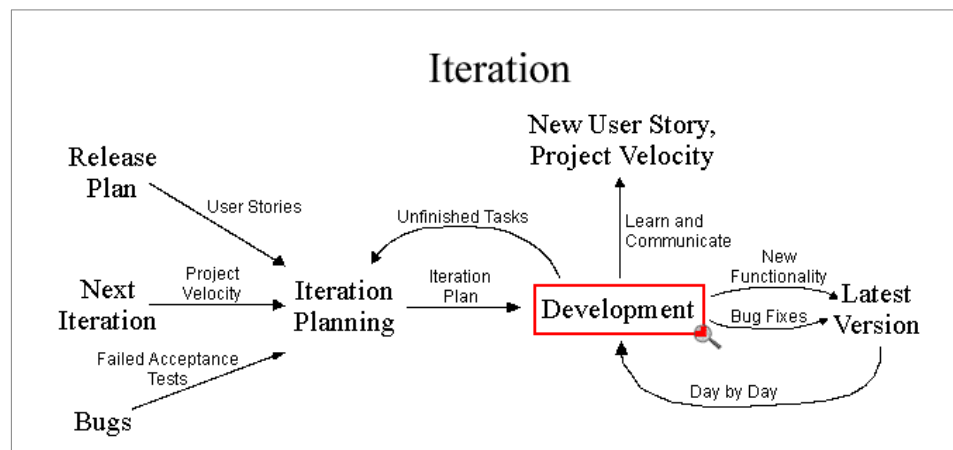 Iteration
New User Story,
Project Velocity
Release
Plan
User Stories
Unfinished Tasks
Learn and
Communicate
New
Functionality
Project
Velocity
Iteration
Plan
Next
Iteration
Iteration
Planning
Development
Latest
Version
Bug Fixes
Failed Acceptance
Tests
Day by Day
Bugs